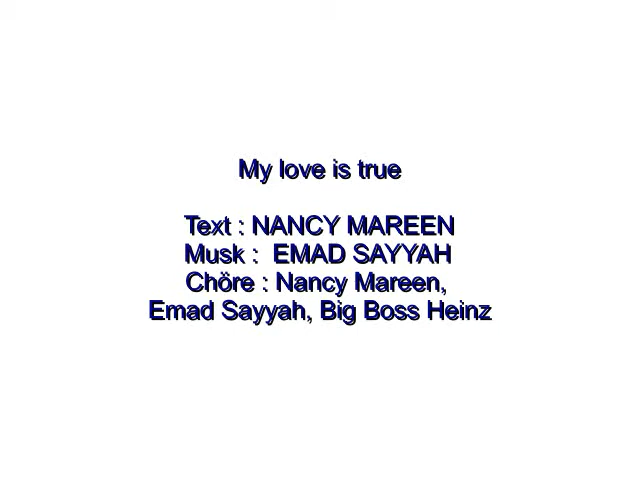 My love is true
Text : NANCY MAREEN
Musk :  EMAD SAYYAH
Chöre : Nancy Mareen,
Emad Sayyah, Big Boss Heinz